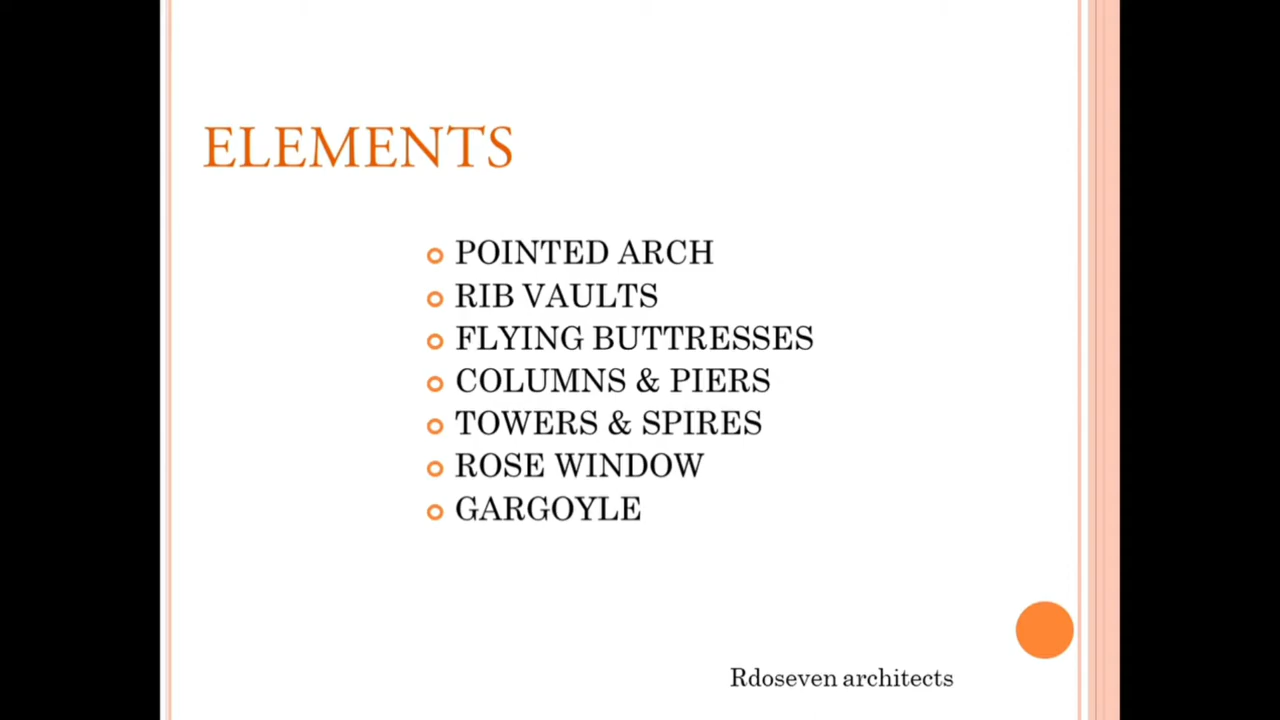 ELEMENTS
POINTED ARCH
RIB VAULTS
FLYING BUTTRESSES
COLUMNS & PIERS
TOWERS & SPIRES
ROSE WINDOW
GARGOYLE
Rdoseven architects